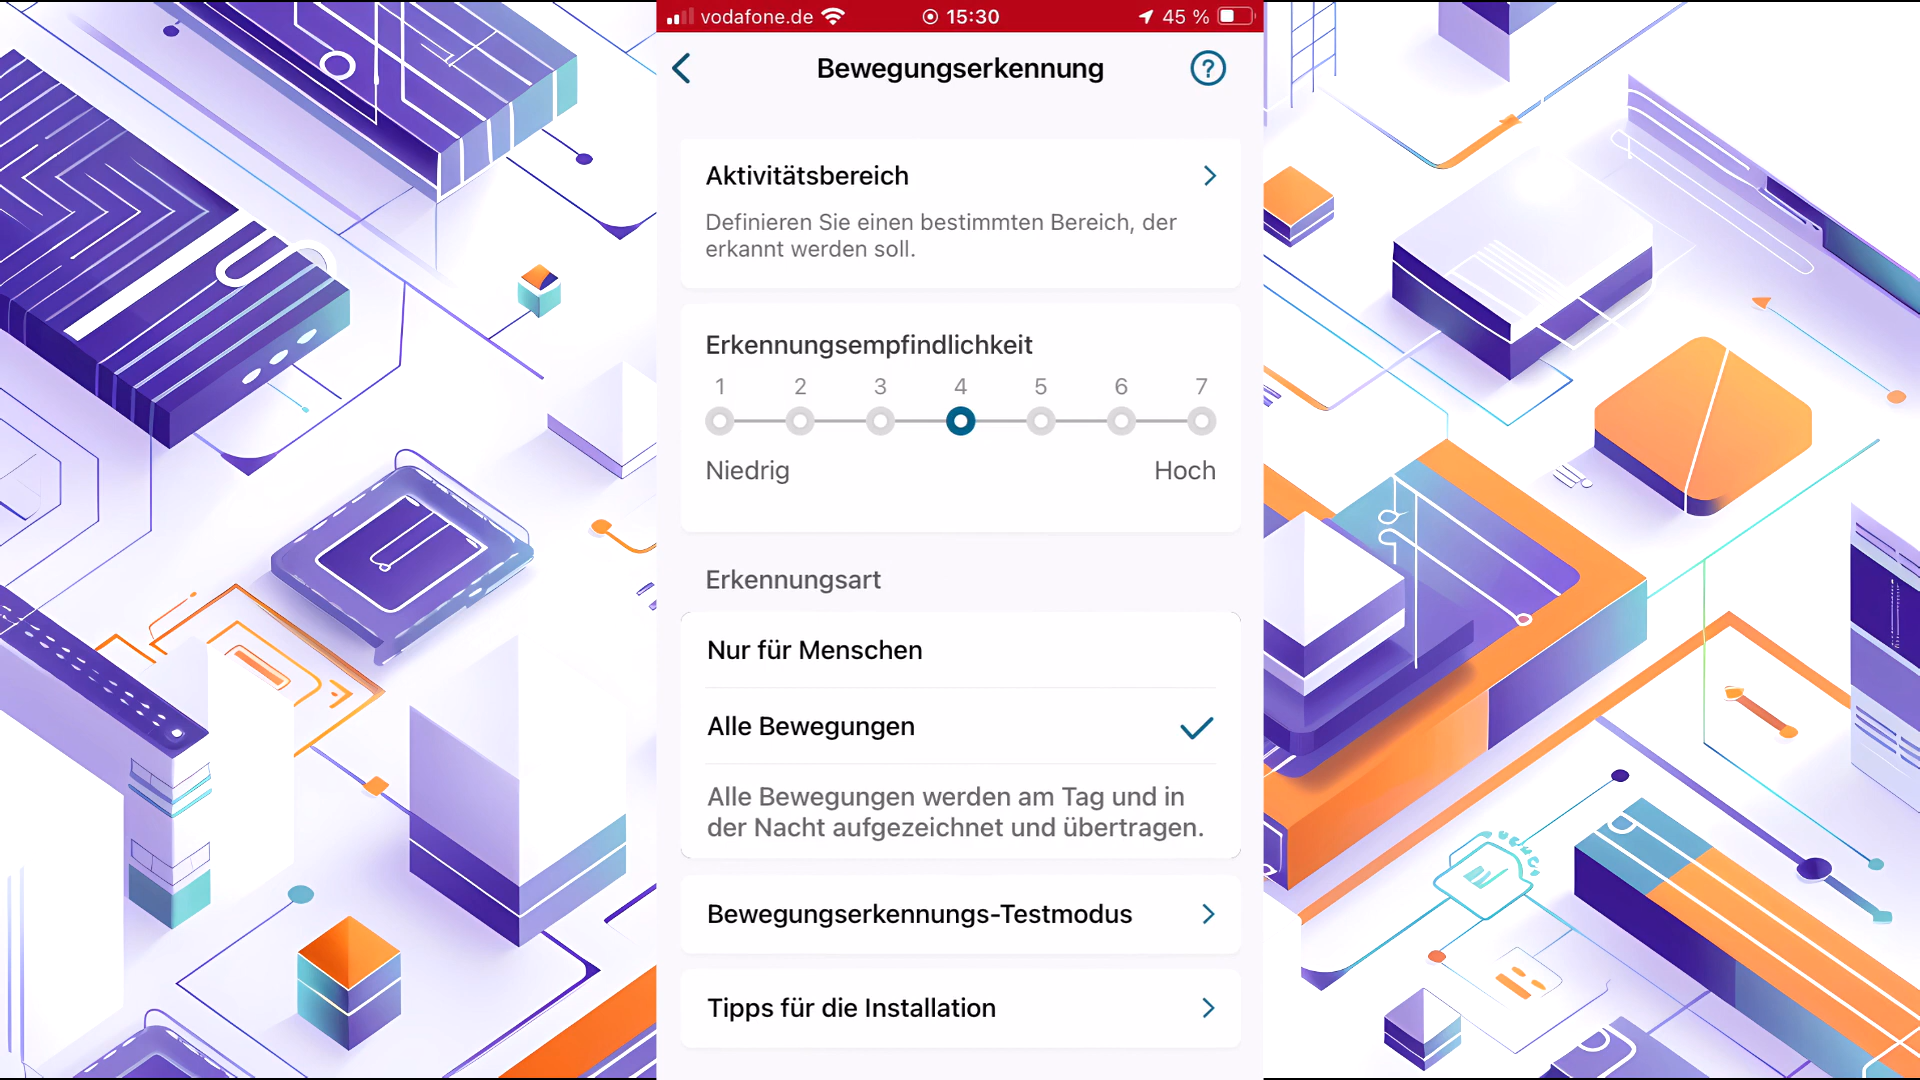 vodafone.de 15:30 45 %
Bewegungserkennung ?
Aktivitätsbereich
Definieren Sie einen bestimmten Bereich, der
erkannt werden soll.
Erkennungsempfindlichkeit
1 2 3 4 5 6 7
Niedrig Hoch
Erkennungsart
Nur für Menschen
Alle Bewegungen
Alle Bewegungen werden am Tag und in
der Nacht aufgezeichnet und übertragen.
Bewegungserkennungs-Testmodus
Tipps für die Installation